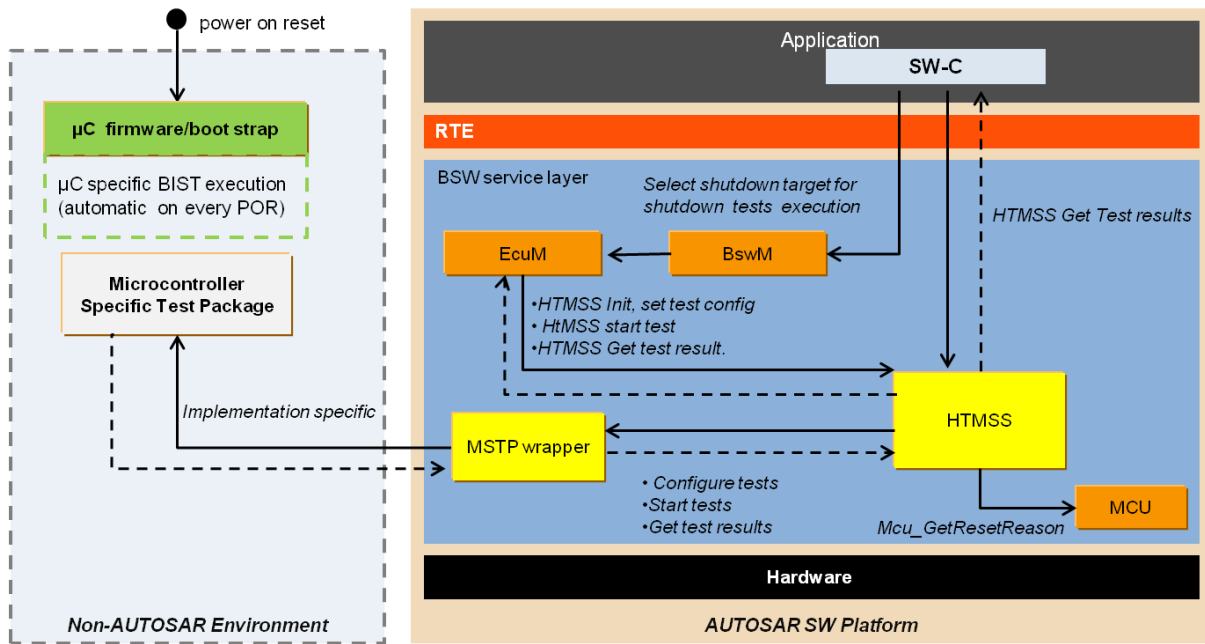 power on reset
µC firmware/boot strap
µC specific BIST execution
(automatic on every POR)
Microcontroller
Specific Test Package
Implementation specific
Non-AUTOSAR Environment
Application
SW-C
RTE
BSW service layer
Select shutdown target for
shutdown tests execution
HTMSS Get Test results
EcuM
BswM
•HTMSS Init, set test config
• HtMSS start test
•HTMSS Get test result.
HTMSS
MSTP wrapper
• Configure tests
•Start tests
•Get test results
Mcu_GetResetReason
MCU
Hardware
AUTOSAR SW Platform